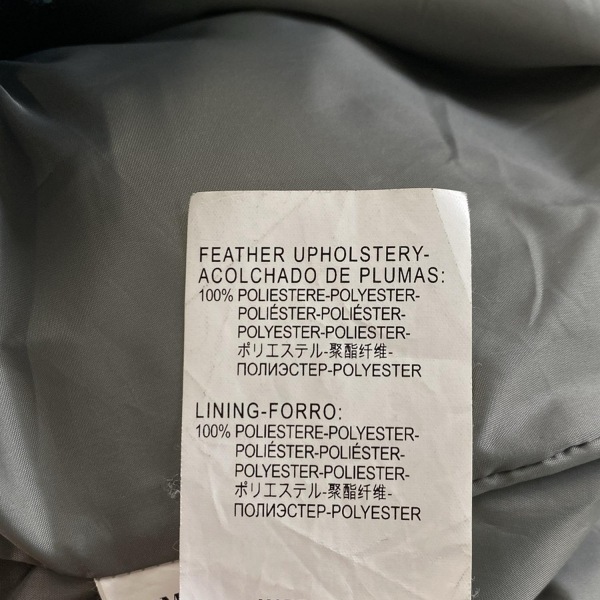 FEATHER UPHOLSTERY-
ACOLCHADO DE PLUMAS:
100% POLIESTERE-POLYESTER-
POLIÉSTER-POLIÉSTER-
POLYESTER-POLIESTER-
ポリエステル-聚酯纤维-
ПОЛИЭСТЕР-POLYESTER
LINING-FORRO:
100% POLIESTERE-POLYESTER-
POLIÉSTER-POLIÉSTER-
POLYESTER-POLIESTER-
ポリエステル-聚酯纤维-
ПОЛИЭСТЕР-POLYESTER